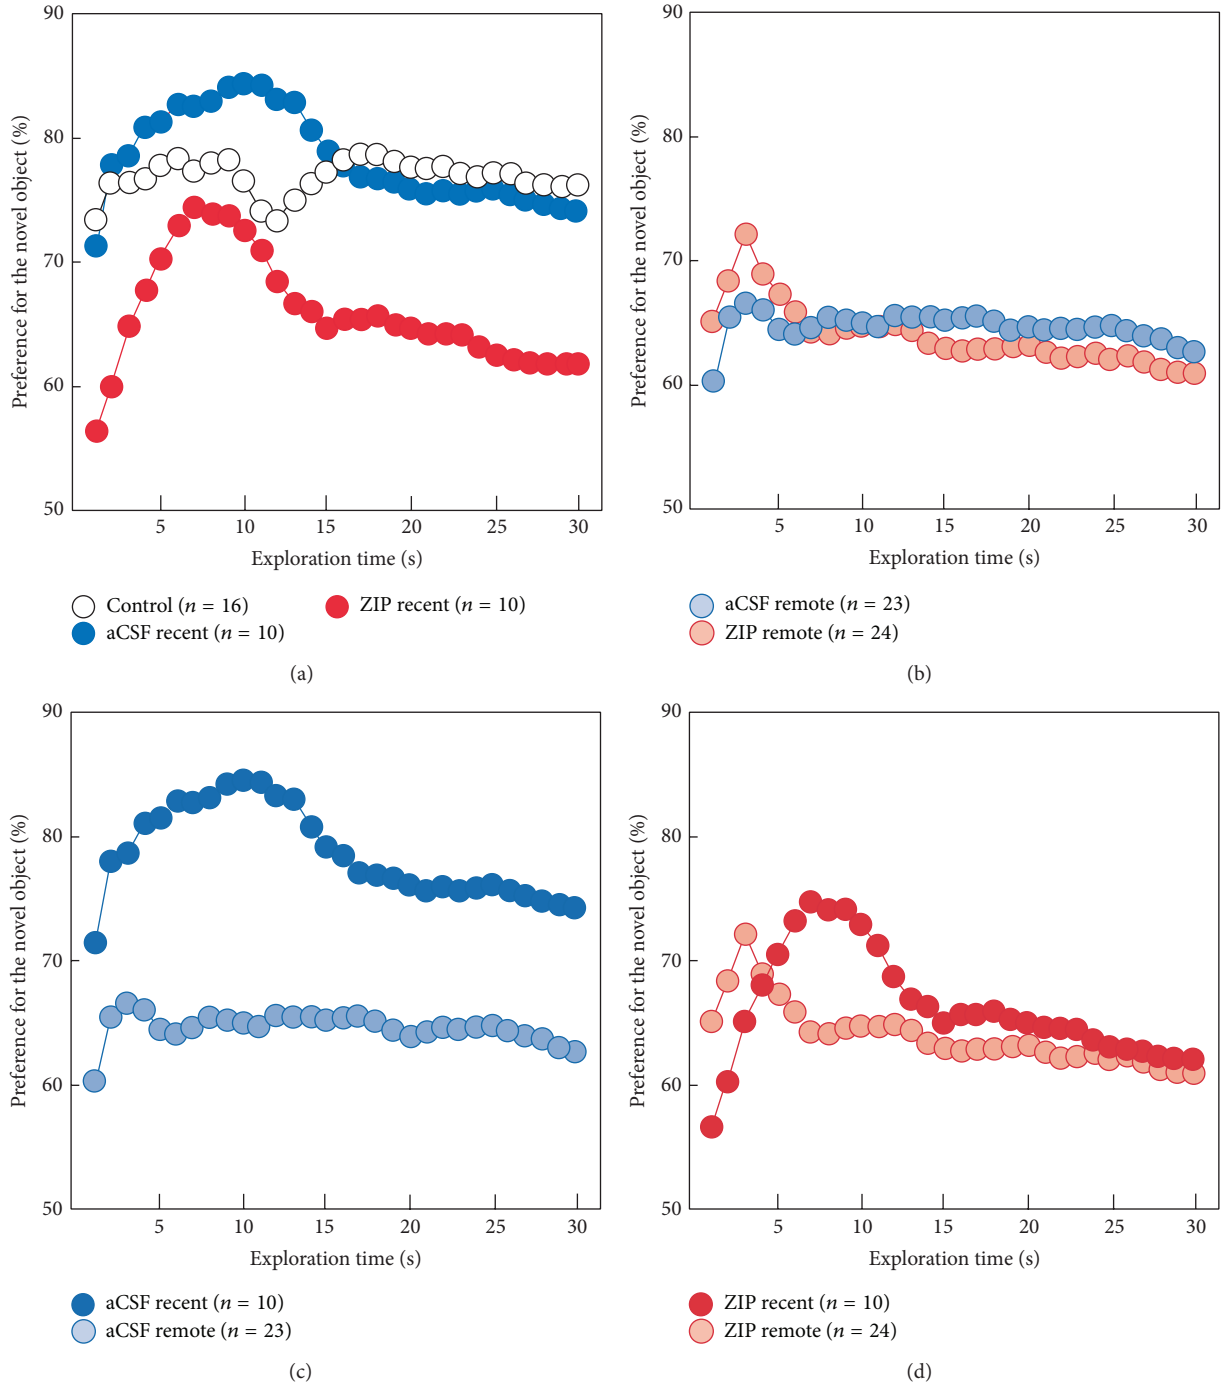 90
80
70
60
50
Preference for the novel object (%)
5 10 15 20 25 30
Exploration time (s)
Control (n = 16)
ZIP recent (n = 10)
aCSF recent (n = 10)
(a)
90
80
70
60
50
Preference for the novel object (%)
5 10 15 20 25 30
Exploration time (s)
aCSF remote (n = 23)
ZIP remote (n = 24)
(b)
90
80
70
60
50
Preference for the novel object (%)
5 10 15 20 25 30
Exploration time (s)
aCSF recent (n = 10)
aCSF remote (n = 23)
(c)
90
80
70
60
50
Preference for the novel object (%)
5 10 15 20 25 30
Exploration time (s)
ZIP recent (n = 10)
ZIP remote (n = 24)
(d)